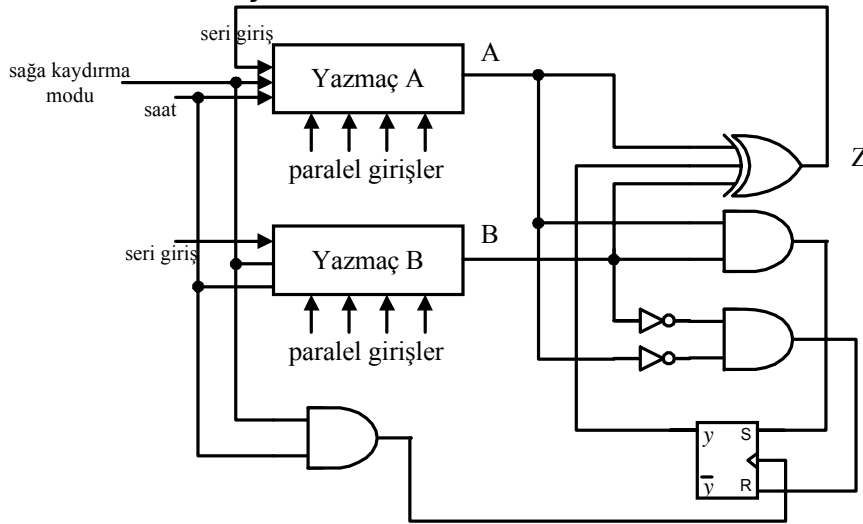 seri giriş
A
sağa kaydırma
modu
Yazmaç A
saat
paralel girişler
Z
B
seri giriş
Yazmaç B
paralel girişler
y
S
y
R